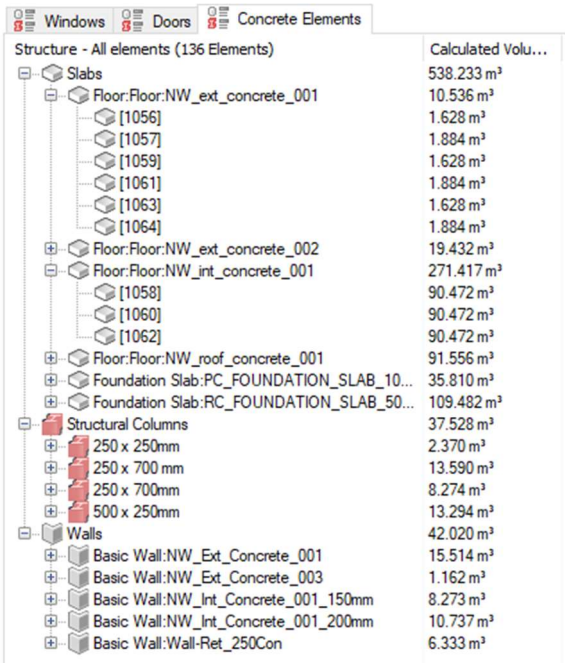 Windows Doors Concrete Elements
Structure - All elements (136 Elements) Calculated Volu...
Slabs 538.233 m³
Floor:Floor:NW_ext_concrete_001 10.536 m³
[1056] 1.628 m³
[1057] 1.884 m³
[1059] 1.628 m³
[1061] 1.884 m³
[1063] 1.628 m³
[1064] 1.884 m³
Floor:Floor:NW_ext_concrete_002 19.432 m³
Floor:Floor:NW_int_concrete_001 271.417 m³
[1058] 90.472 m³
[1060] 90.472 m³
[1062] 90.472 m³
Floor:Floor:NW_roof_concrete_001 91.556 m³
Foundation Slab:PC_FOUNDATION_SLAB_10... 35.810 m³
Foundation Slab:RC_FOUNDATION_SLAB_50... 109.482 m³
Structural Columns 37.528 m³
250 x 250mm 2.370 m³
250 x 700 mm 13.590 m³
250 x 700mm 8.274 m³
500 x 250mm 13.294 m³
Walls 42.020 m³
Basic Wall:NW_Ext_Concrete_001 15.514 m³
Basic Wall:NW_Ext_Concrete_003 1.162 m³
Basic Wall:NW_Int_Concrete_001_150mm 8.273 m³
Basic Wall:NW_Int_Concrete_001_200mm 10.737 m³
Basic Wall:Wall-Ret_250Con 6.333 m³